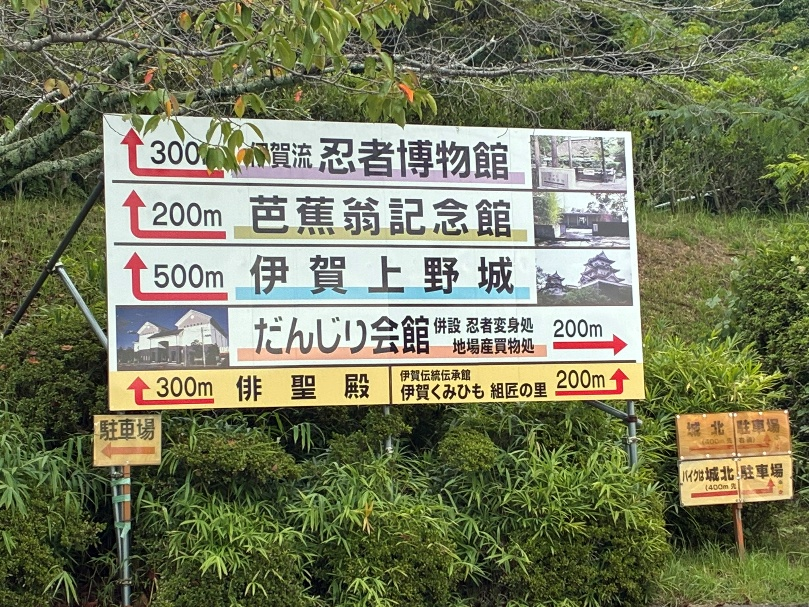 300m 伊賀流 忍者博物館
200m 芭蕉翁記念館
500m 伊賀上野城
だんじり会館 併設 忍者変身処 200m
地場産買物処
300m 俳聖殿
伊賀伝統伝承館
伊賀くみひも 組匠の里 200m
駐車場
城北 駐車場
(400m 先
バイクは城北 駐車場
(400m 先